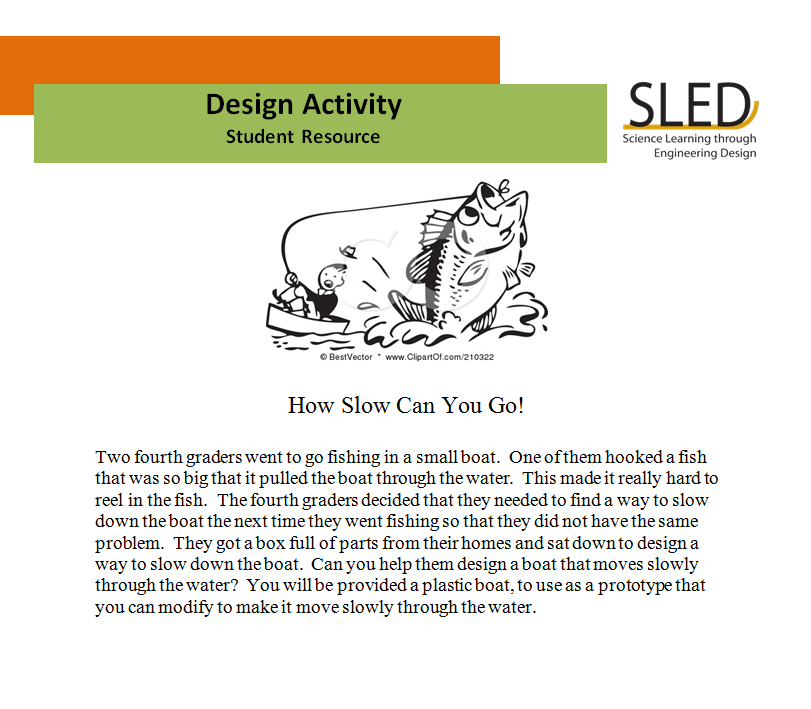 Design Activity
Student Resource
SLED
Science Learning through
Engineering Design
© BestVector * www.ClipartOf.com/210322
How Slow Can You Go!
Two fourth graders went to go fishing in a small boat.  One of them hooked a fish
that was so big that it pulled the boat through the water.  This made it really hard to
reel in the fish.  The fourth graders decided that they needed to find a way to slow
down the boat the next time they went fishing so that they did not have the same
problem.  They got a box full of parts from their homes and sat down to design a
way to slow down the boat.  Can you help them design a boat that moves slowly
through the water?  You will be provided a plastic boat, to use as a prototype that
you can modify to make it move slowly through the water.